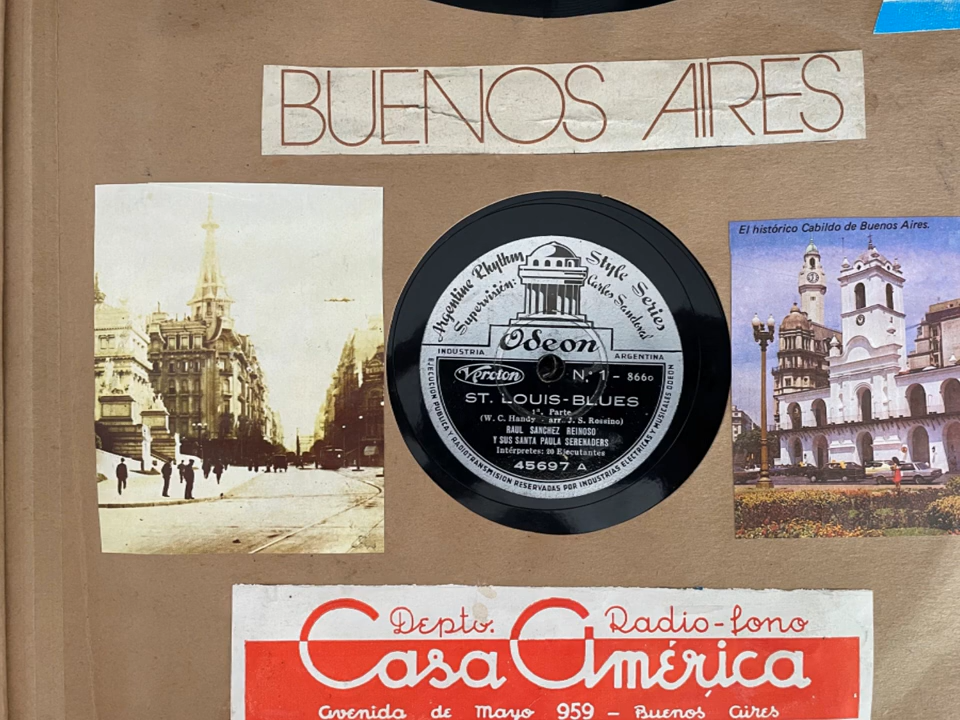 BUENOS AIRES
El histórico Cabildo de Buenos Aires.
Argentine Rhythm Style Series
Supervisión: Carlos Sandoval
Odeon
INDUSTRIA ARGENTINA
Veroton Nº. 1 - 8660
ST. LOUIS-BLUES
1ª. Parte
(W. C. Handy - arr. J. S. Rossino)
RAUL SANCHEZ REINOSO
Y SUS SANTA PAULA SERENADERS
Intérpretes: 20 Ejecutantes
45697 A
EJECUCION PUBLICA Y RADIOTRANSMISION RESERVADAS POR INDUSTRIAS ELECTRICAS Y MUSICALES ODEON
Depto. Radio-fono
Casa América
Avenida de Mayo 959 - Buenos Aires